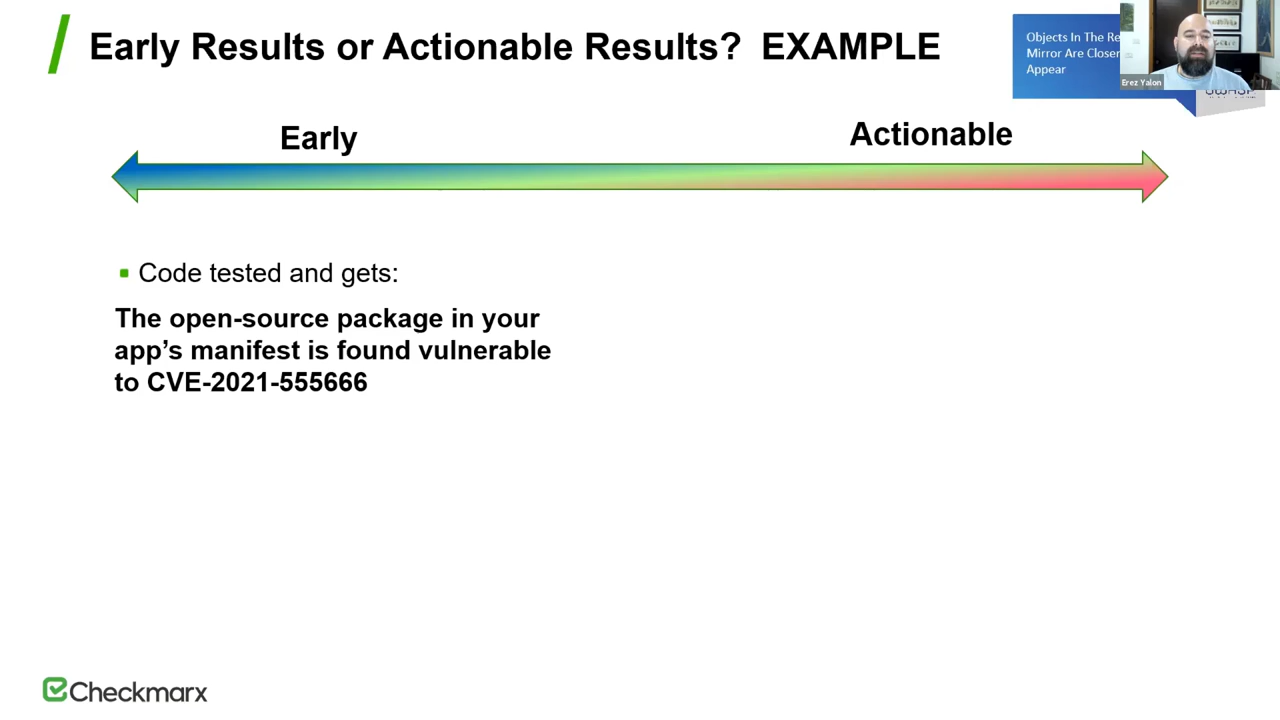 Early Results or Actionable Results? EXAMPLE
Objects In The
Mirror Are Closer
Appear
Erez Yalon
Early
Actionable
Code tested and gets:
The open-source package in your
app's manifest is found vulnerable
to CVE-2021-555666
Checkmarx